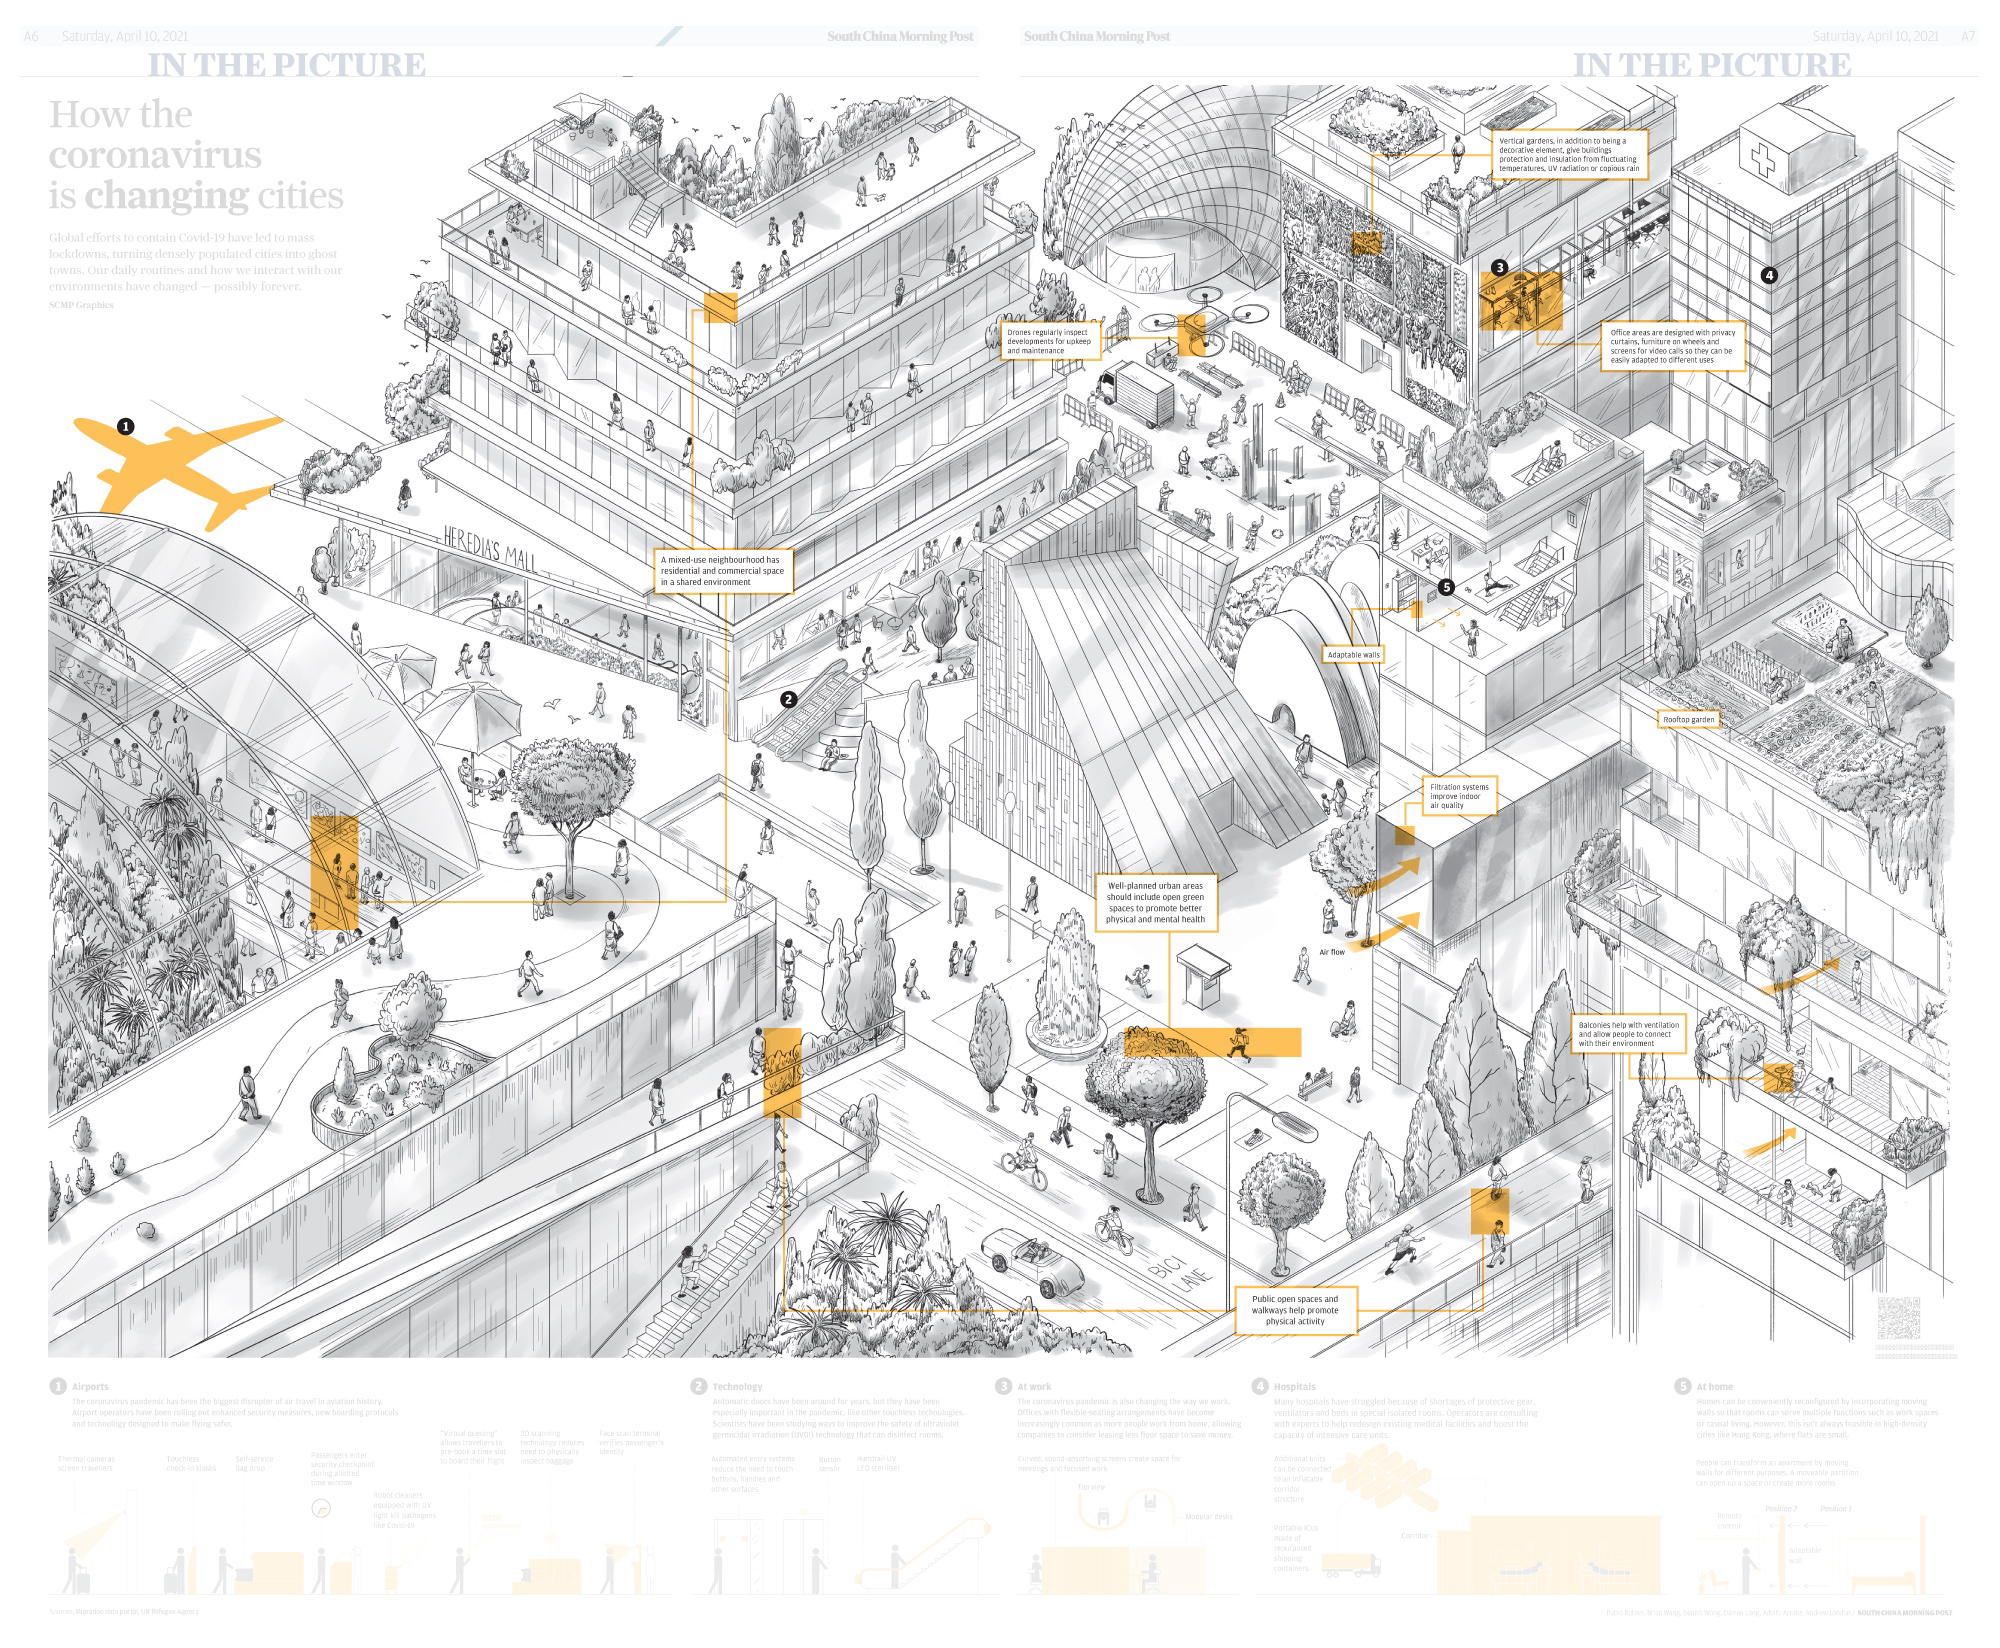 A6 Saturday, April 10, 2021
South China Morning Post
South China Morning Post
Saturday, April 10, 2021 A7
IN THE PICTURE
IN THE PICTURE
How the
coronavirus
is changing cities
Global efforts to contain Covid-19 have led to mass
lockdowns, turning densely populated cities into ghost
towns. Our daily routines and how we interact with our
environments have changed — possibly forever.
SCMP Graphics
Vertical gardens, in addition to being a
decorative element, give buildings
protection and insulation from fluctuating
temperatures, UV radiation or copious rain
3
4
Drones regularly inspect
developments for upkeep
and maintenance
Office areas are designed with privacy
curtains, furniture on wheels and
screens for video calls so they can be
easily adapted to different uses
1
HEREDIA'S MALL
A mixed-use neighbourhood has
residential and commercial space
in a shared environment
5
Adaptable walls
2
Rooftop garden
Filtration systems
improve indoor
air quality
Well-planned urban areas
should include open green
spaces to promote better
physical and mental health
Air flow
Balconies help with ventilation
and allow people to connect
with their environment
BICI
LANE
Public open spaces and
walkways help promote
physical activity
1 Airports
The coronavirus pandemic has been the biggest disrupter of air travel in aviation history.
Airport operators have been rolling out enhanced security measures, new boarding protocols
and technology designed to make flying safer.
Thermal cameras
screen travellers
Touchless
check-in kiosks
Self-service
bag drop
Passengers enter
security checkpoint
during allotted
time window
Robot cleaners
equipped with UV
light kill pathogens
like Covid-19
"Virtual queuing"
allows travellers to
pre-book a time slot
to board their flight
3D scanning
technology reduces
need to physically
inspect baggage
Face scan terminal
verifies passenger's
identity
2 Technology
Automatic doors have been around for years, but they have been
especially important in the pandemic, like other touchless technologies.
Scientists have been studying ways to improve the safety of ultraviolet
germicidal irradiation (UVGI) technology that can disinfect rooms.
Automated entry systems
reduce the need to touch
buttons, handles and
other surfaces
Button
sensor
Handrail UV
LED steriliser
3 At work
The coronavirus pandemic is also changing the way we work.
Offices with flexible-seating arrangements have become
increasingly common as more people work from home, allowing
companies to consider leasing less floor space to save money.
Curved, sound-absorbing screens create space for
meetings and focused work
Top view
Modular desks
4 Hospitals
Many hospitals have struggled because of shortages of protective gear,
ventilators and beds in special isolated rooms. Operators are consulting
with experts to help redesign existing medical facilities and boost the
capacity of intensive care units.
Additional units
can be connected
to an inflatable
corridor
structure
Portable ICUs
made of
repurposed
shipping
containers
Corridor
5 At home
Homes can be conveniently reconfigured by incorporating moving
walls so that rooms can serve multiple functions such as work spaces
or casual living. However, this isn't always feasible in high-density
cities like Hong Kong, where flats are small.
People can transform an apartment by moving
walls for different purposes. A moveable partition
can open up a space or create more rooms
Position 2 Position 1
Remote
control
Adaptable
wall
Sources: Migration data portal, UN Refugee Agency
SOUTH CHINA MORNING POST